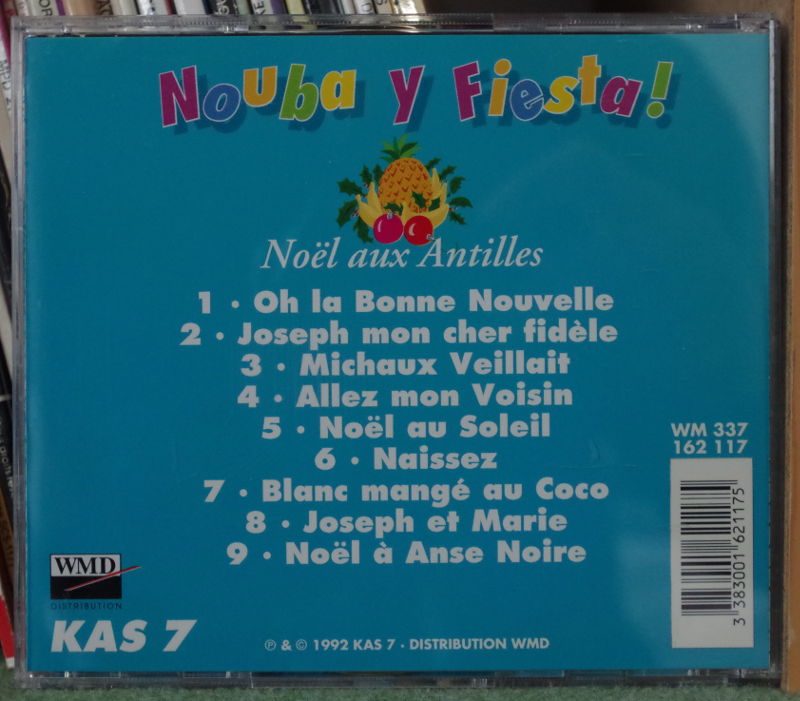 Nouba y Fiesta!
Noël aux Antilles
1 · Oh la Bonne Nouvelle
2 · Joseph mon cher fidèle
3 · Michaux Veillait
4 · Allez mon Voisin
5 · Noël au Soleil
6 · Naissez
7 · Blanc mangé au Coco
8 · Joseph et Marie
9 · Noël à Anse Noire
WM 337
162 117
3 383001 621175
WMD
DISTRIBUTION
KAS 7
℗ & © 1992 KAS 7 · DISTRIBUTION WMD